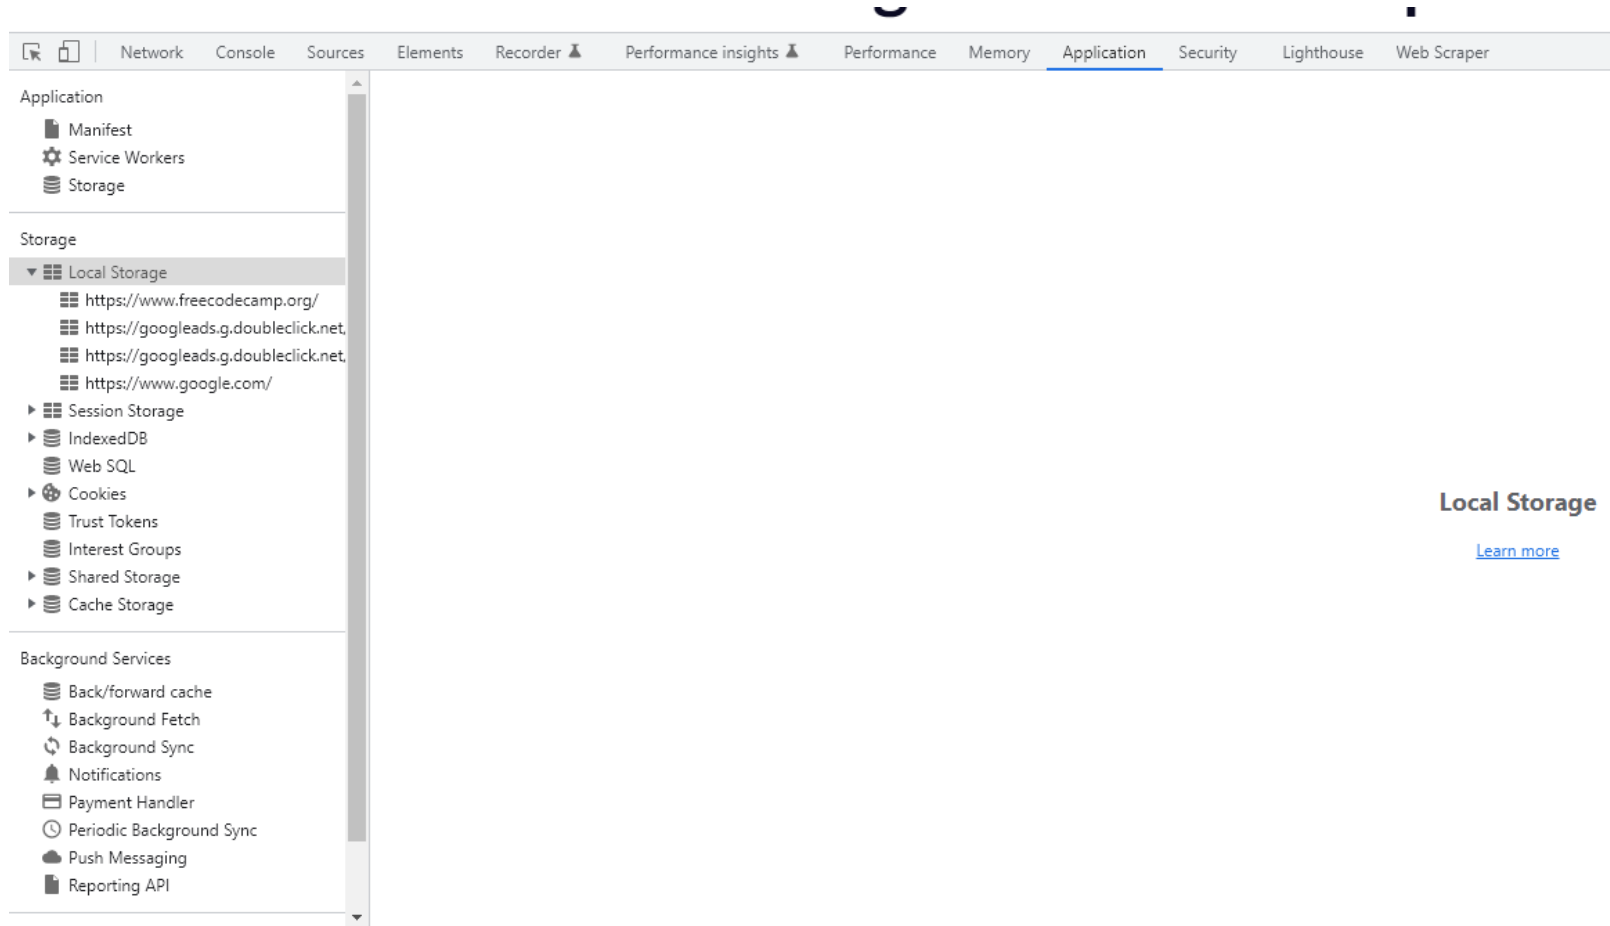 Network Console Sources Elements Recorder Performance insights Performance Memory Application Security Lighthouse Web Scraper
Application
Manifest
Service Workers
Storage
Storage
Local Storage
https://www.freecodecamp.org/
https://googleads.g.doubleclick.net,
https://googleads.g.doubleclick.net,
https://www.google.com/
Session Storage
IndexedDB
Web SQL
Cookies
Trust Tokens
Interest Groups
Shared Storage
Cache Storage
Background Services
Back/forward cache
Background Fetch
Background Sync
Notifications
Payment Handler
Periodic Background Sync
Push Messaging
Reporting API
Local Storage
Learn more